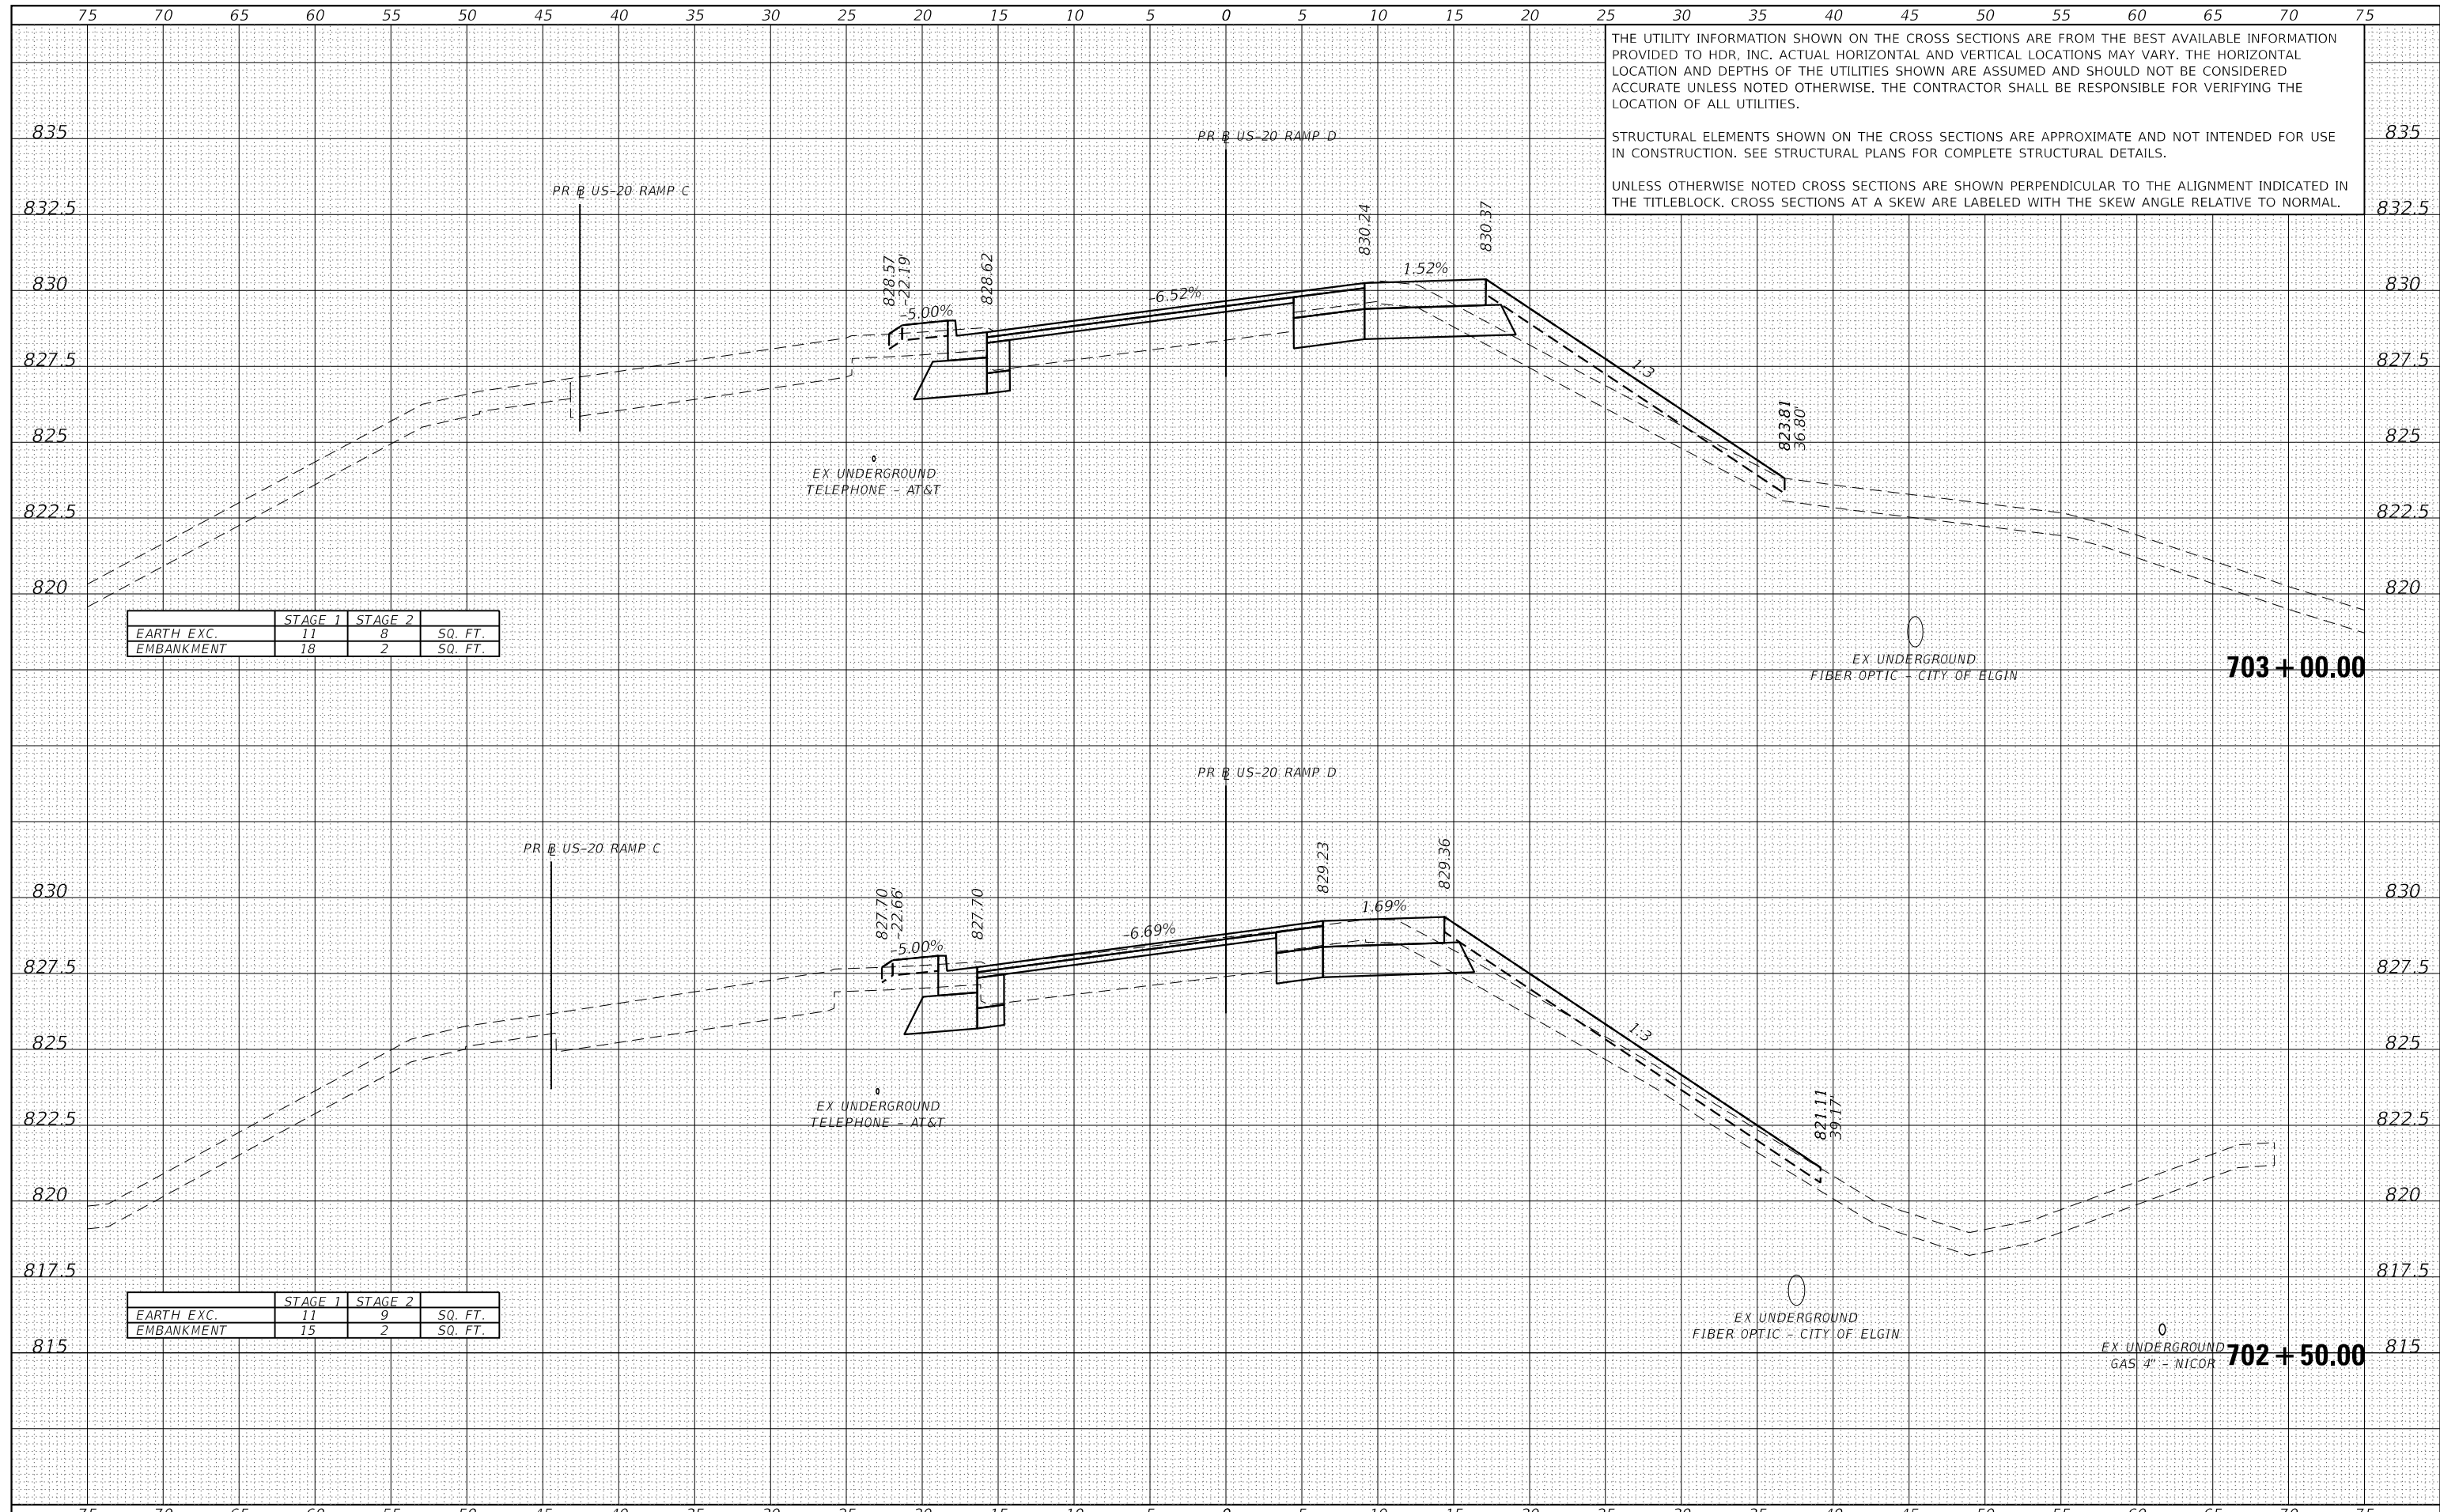 75 70 65 60 55 50 45 40 35 30 25 20 15 10 5 0 5 10 15 20 25 30 35 40 45 50 55 60 65 70 75
THE UTILITY INFORMATION SHOWN ON THE CROSS SECTIONS ARE FROM THE BEST AVAILABLE INFORMATION
PROVIDED TO HDR, INC. ACTUAL HORIZONTAL AND VERTICAL LOCATIONS MAY VARY. THE HORIZONTAL
LOCATION AND DEPTHS OF THE UTILITIES SHOWN ARE ASSUMED AND SHOULD NOT BE CONSIDERED
ACCURATE UNLESS NOTED OTHERWISE. THE CONTRACTOR SHALL BE RESPONSIBLE FOR VERIFYING THE
LOCATION OF ALL UTILITIES.
STRUCTURAL ELEMENTS SHOWN ON THE CROSS SECTIONS ARE APPROXIMATE AND NOT INTENDED FOR USE
IN CONSTRUCTION. SEE STRUCTURAL PLANS FOR COMPLETE STRUCTURAL DETAILS.
UNLESS OTHERWISE NOTED CROSS SECTIONS ARE SHOWN PERPENDICULAR TO THE ALIGNMENT INDICATED IN
THE TITLEBLOCK. CROSS SECTIONS AT A SKEW ARE LABELED WITH THE SKEW ANGLE RELATIVE TO NORMAL.
835
835
PR ⅊ US-20 RAMP D
PR ⅊ US-20 RAMP C
832.5
832.5
830.24
830.37
828.57
-22.19'
828.62
-5.00%
-6.52%
1.52%
830
830
827.5
827.5
1:3
823.81
36.80'
825
825
EX UNDERGROUND
TELEPHONE - AT&T
822.5
822.5
820
820
STAGE 1 STAGE 2
EARTH EXC. 11 8 SQ. FT.
EMBANKMENT 18 2 SQ. FT.
EX UNDERGROUND
FIBER OPTIC - CITY OF ELGIN
703+00.00
PR ⅊ US-20 RAMP D
PR ⅊ US-20 RAMP C
829.23
829.36
827.70
-22.66'
827.70
-5.00%
-6.69%
1.69%
830
830
827.5
827.5
1:3
825
825
821.11
39.17'
EX UNDERGROUND
TELEPHONE - AT&T
822.5
822.5
820
820
817.5
817.5
STAGE 1 STAGE 2
EARTH EXC. 11 9 SQ. FT.
EMBANKMENT 15 2 SQ. FT.
EX UNDERGROUND
FIBER OPTIC - CITY OF ELGIN
EX UNDERGROUND
GAS 4" - NICOR
702+50.00
815
815